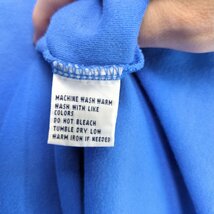 MACHINE WASH WARM
WASH WITH LIKE
COLORS
DO NOT BLEACH
TUMBLE DRY LOW
WARM IRON IF NEEDED